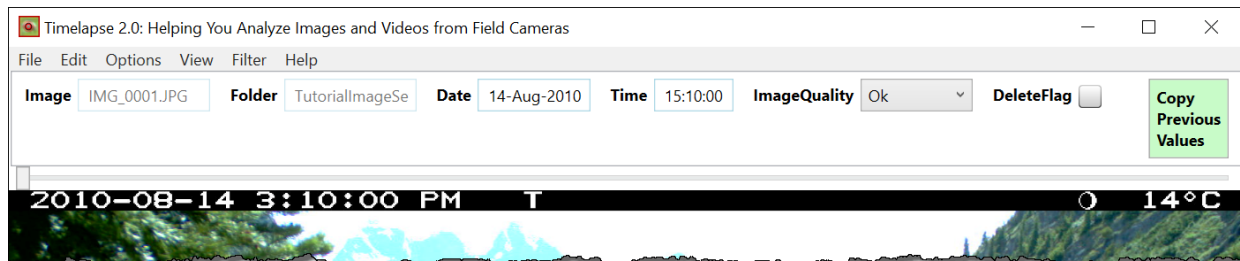 Timelapse 2.0: Helping You Analyze Images and Videos from Field Cameras
File Edit Options View Filter Help
Image IMG_0001.JPG Folder TutorialImageSe Date 14-Aug-2010 Time 15:10:00 ImageQuality Ok DeleteFlag Copy
Previous
Values
2010-08-14 3:10:00 PM T 14°C